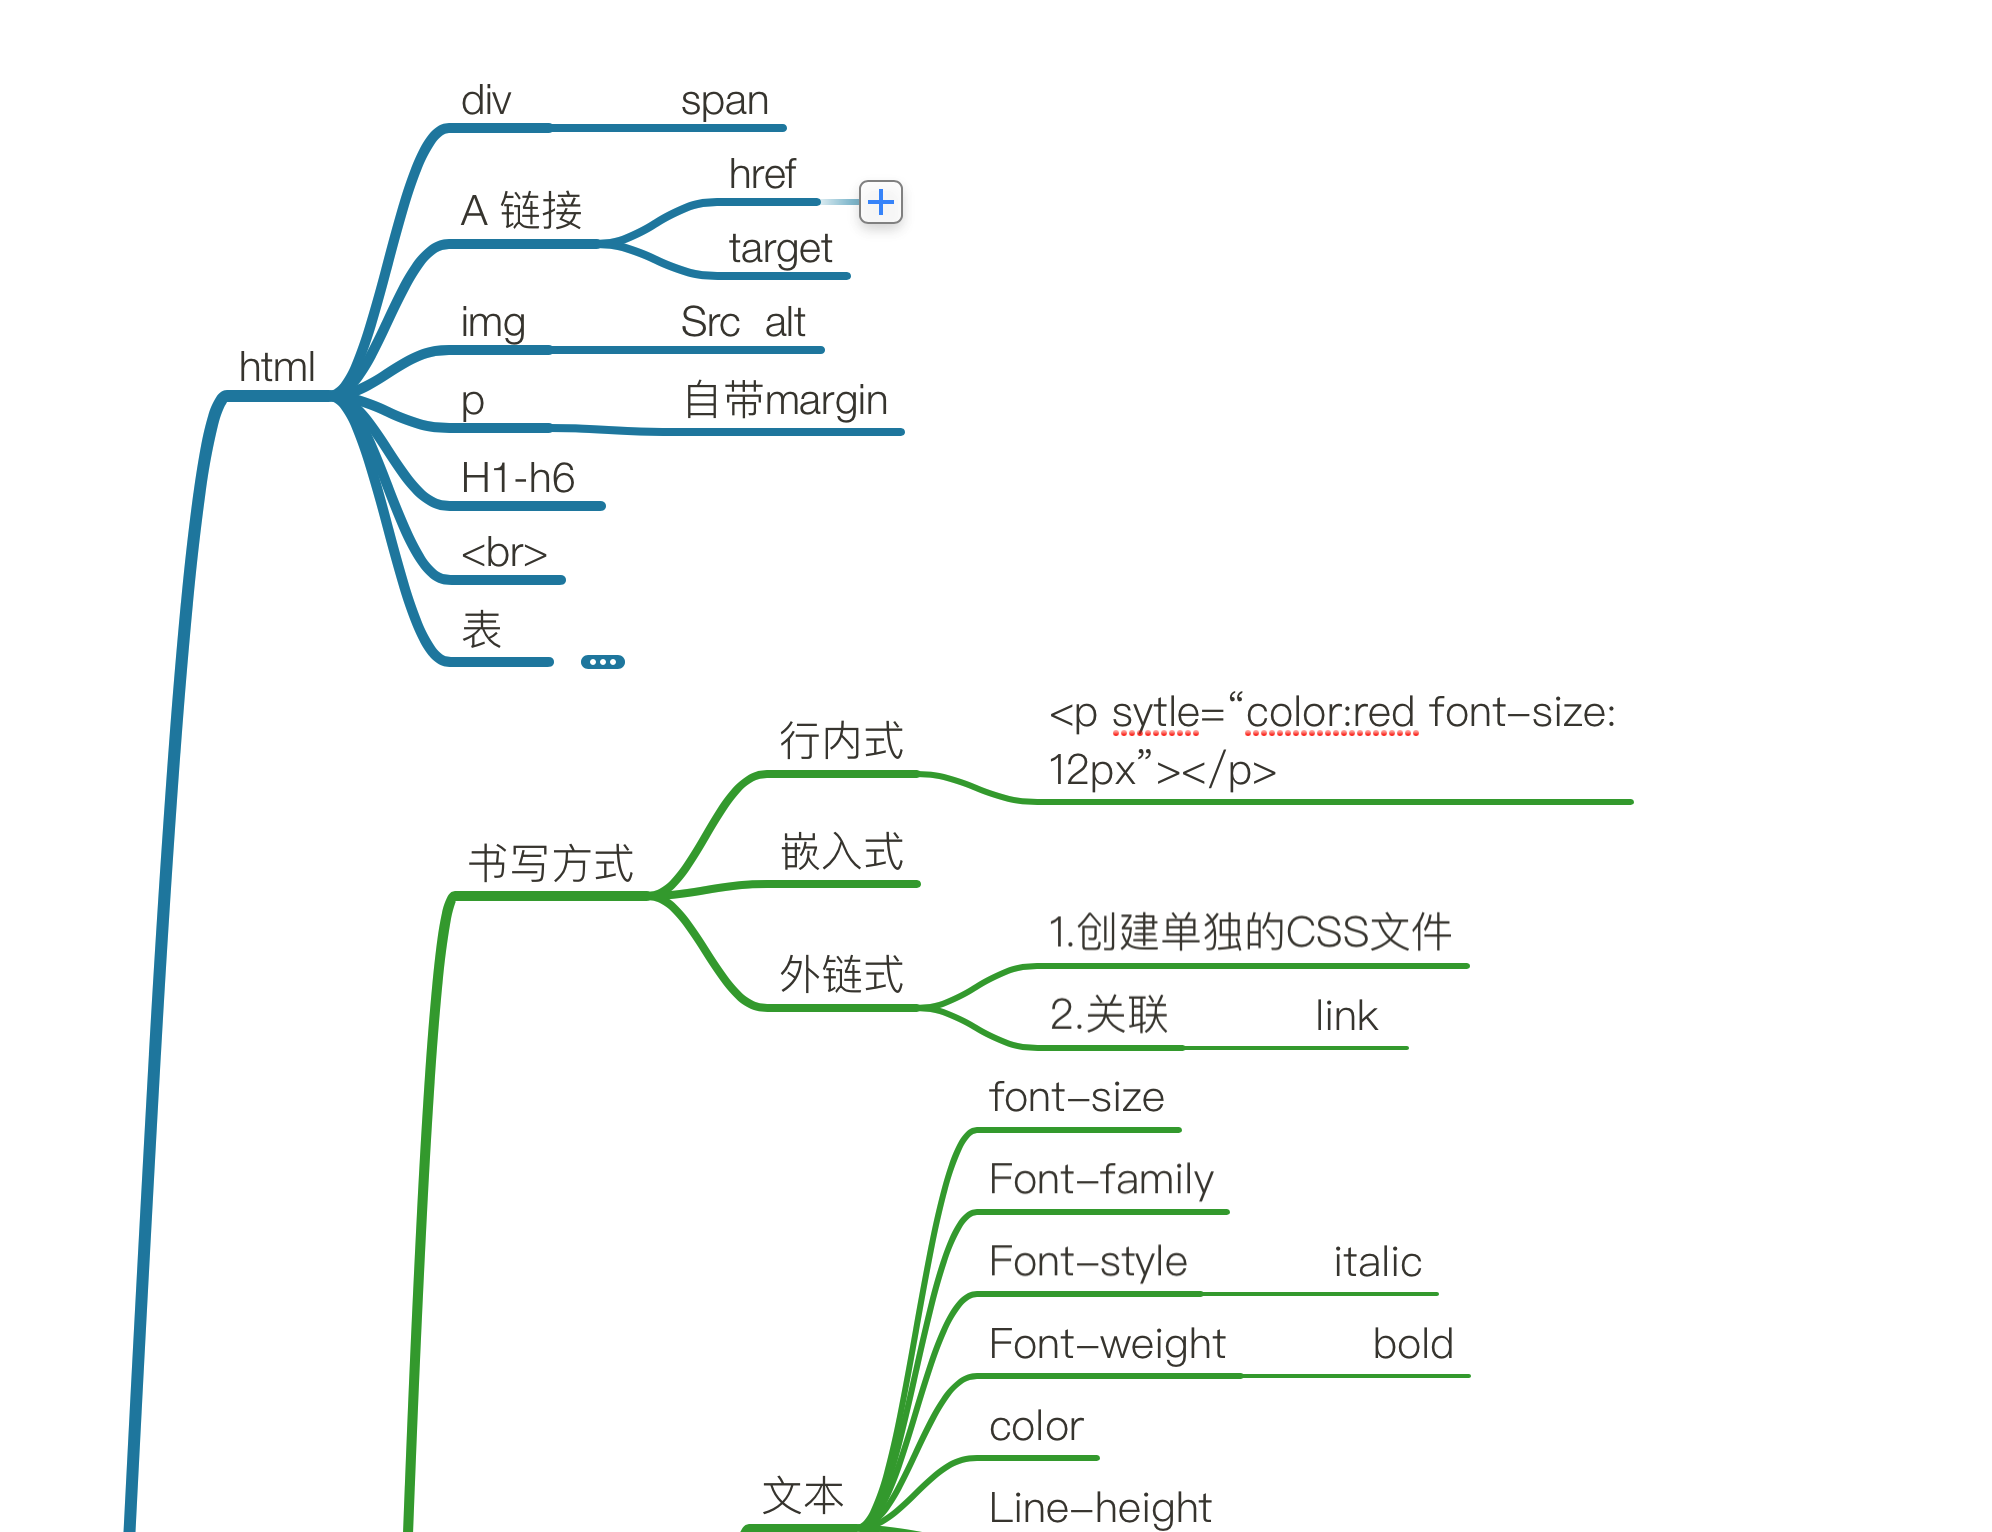 div span
href
A 链接
target
img Src alt
html
p 自带margin
H1-h6
<br>
表
行内式
<p sytle=“color:red font-size:
12px”></p>
书写方式
嵌入式
外链式
1.创建单独的CSS文件
2.关联 link
font-size
Font-family
Font-style italic
Font-weight bold
color
文本
Line-height